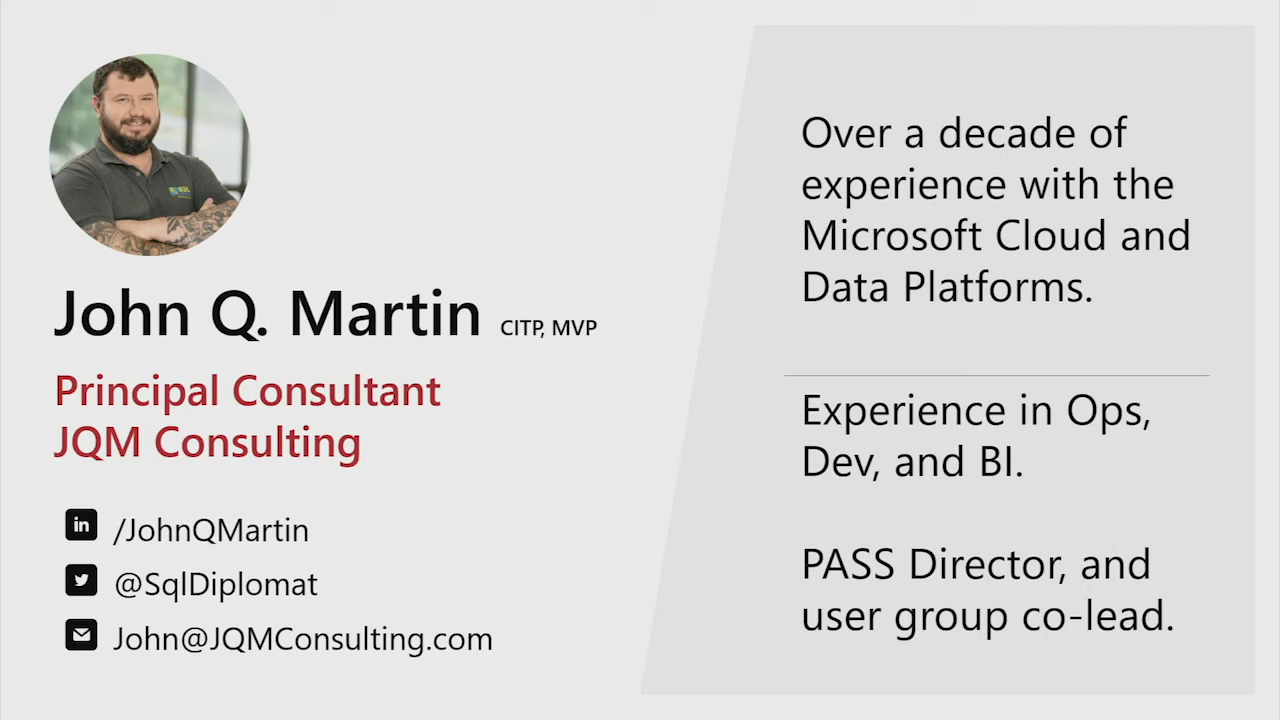 John Q. Martin CITP, MVP
Principal Consultant
JQM Consulting
/JohnQMartin
@SqlDiplomat
John@JQMConsulting.com
Over a decade of
experience with the
Microsoft Cloud and
Data Platforms.
Experience in Ops,
Dev, and BI.
PASS Director, and
user group co-lead.